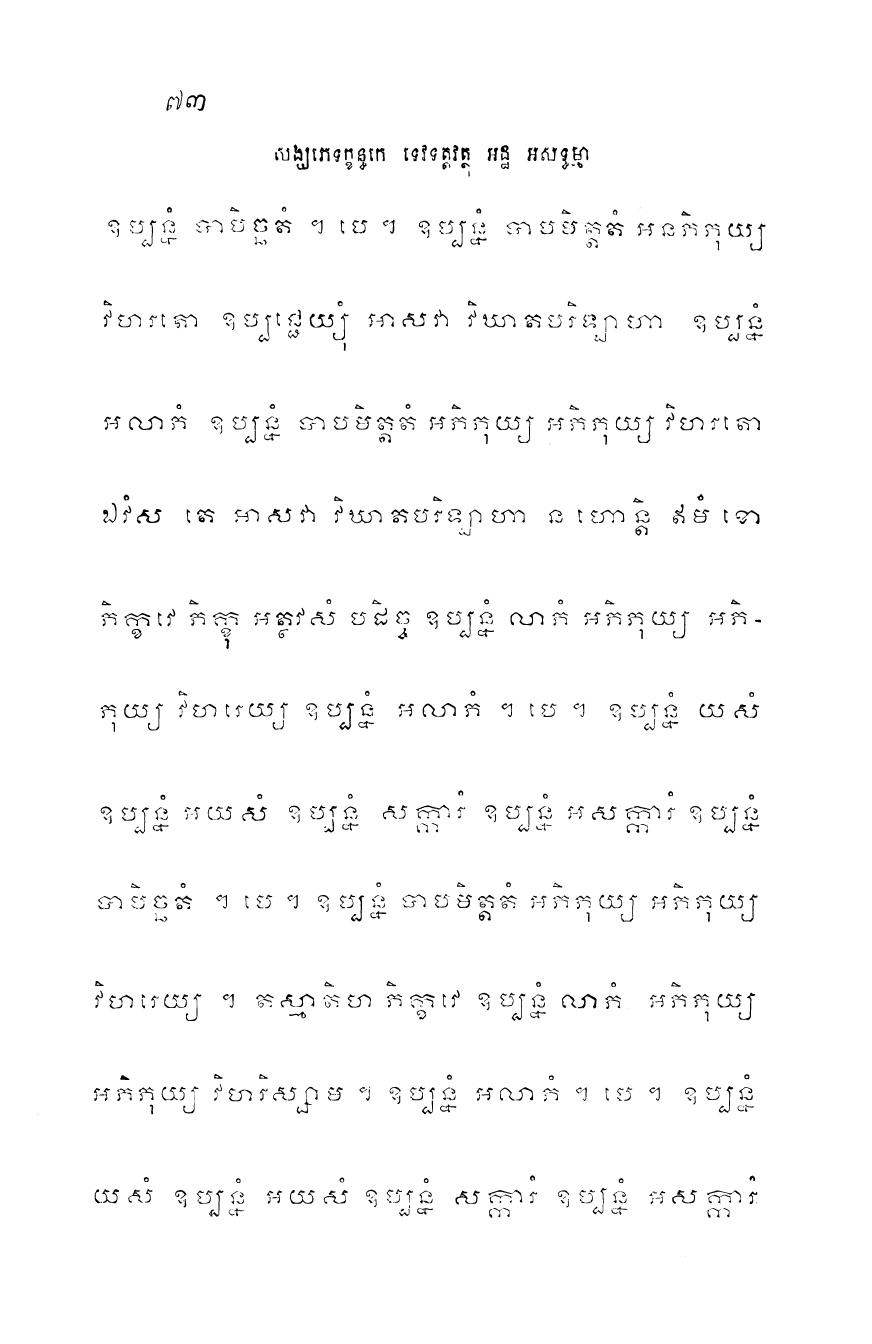 ៧៣
សង្ឃភេទក្ខន្ធកេ ទេវទត្តវត្ថុ អដ្ឋ អសទ្ធម្មា
ឧប្បន្នំ បាបិច្ឆតំ ។ បេ ។ ឧប្បន្នំ បាបមិត្តតំ អនភិភុយ្យ
វិហរតោ ឧប្បជ្ជេយ្យុំ អាសវា វិឃាតបរិឡាហា ឧប្បន្នំ
អលាភំ ឧប្បន្នំ បាបមិត្តតំ អភិភុយ្យ អភិភុយ្យ វិហរតោ
ឯវំស តេ អាសវា វិឃាតបរិឡាហា ន ហោន្តិ ឥមំ ខោ
ភិក្ខវេ ភិក្ខុ អត្ថវសំ បដិច្ច ឧប្បន្នំ លាភំ អភិភុយ្យ អភិ-
ភុយ្យ វិហរេយ្យ ឧប្បន្នំ អលាភំ ។ បេ ។ ឧប្បន្នំ យសំ
ឧប្បន្នំ អយសំ ឧប្បន្នំ សក្ការំ ឧប្បន្នំ អសក្ការំ ឧប្បន្នំ
បាបិច្ឆតំ ។ បេ ។ ឧប្បន្នំ បាបមិត្តតំ អភិភុយ្យ អភិភុយ្យ
វិហរេយ្យ ។ តស្មាតិហ ភិក្ខវេ ឧប្បន្នំ លាភំ អភិភុយ្យ
អភិភុយ្យ វិហរិស្សាម ។ ឧប្បន្នំ អលាភំ ។ បេ ។ ឧប្បន្នំ
យសំ ឧប្បន្នំ អយសំ ឧប្បន្នំ សក្ការំ ឧប្បន្នំ អសក្ការំ